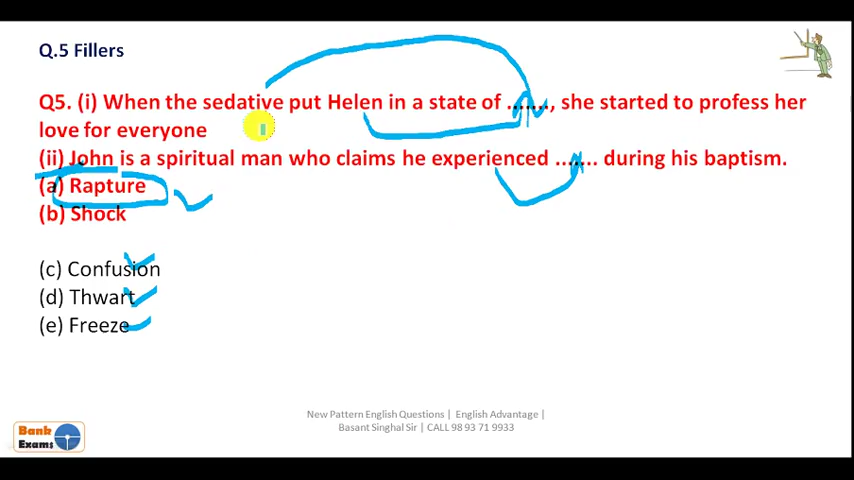 Q.5 Fillers
Q5. (i) When the sedative put Helen in a state of ......., she started to profess her
love for everyone
(ii) John is a spiritual man who claims he experienced ....... during his baptism.
(a) Rapture
(b) Shock
(c) Confusion
(d) Thwart
(e) Freeze
New Pattern English Questions | English Advantage |
Basant Singhal Sir | CALL 98 93 71 9933
Bank
Exams